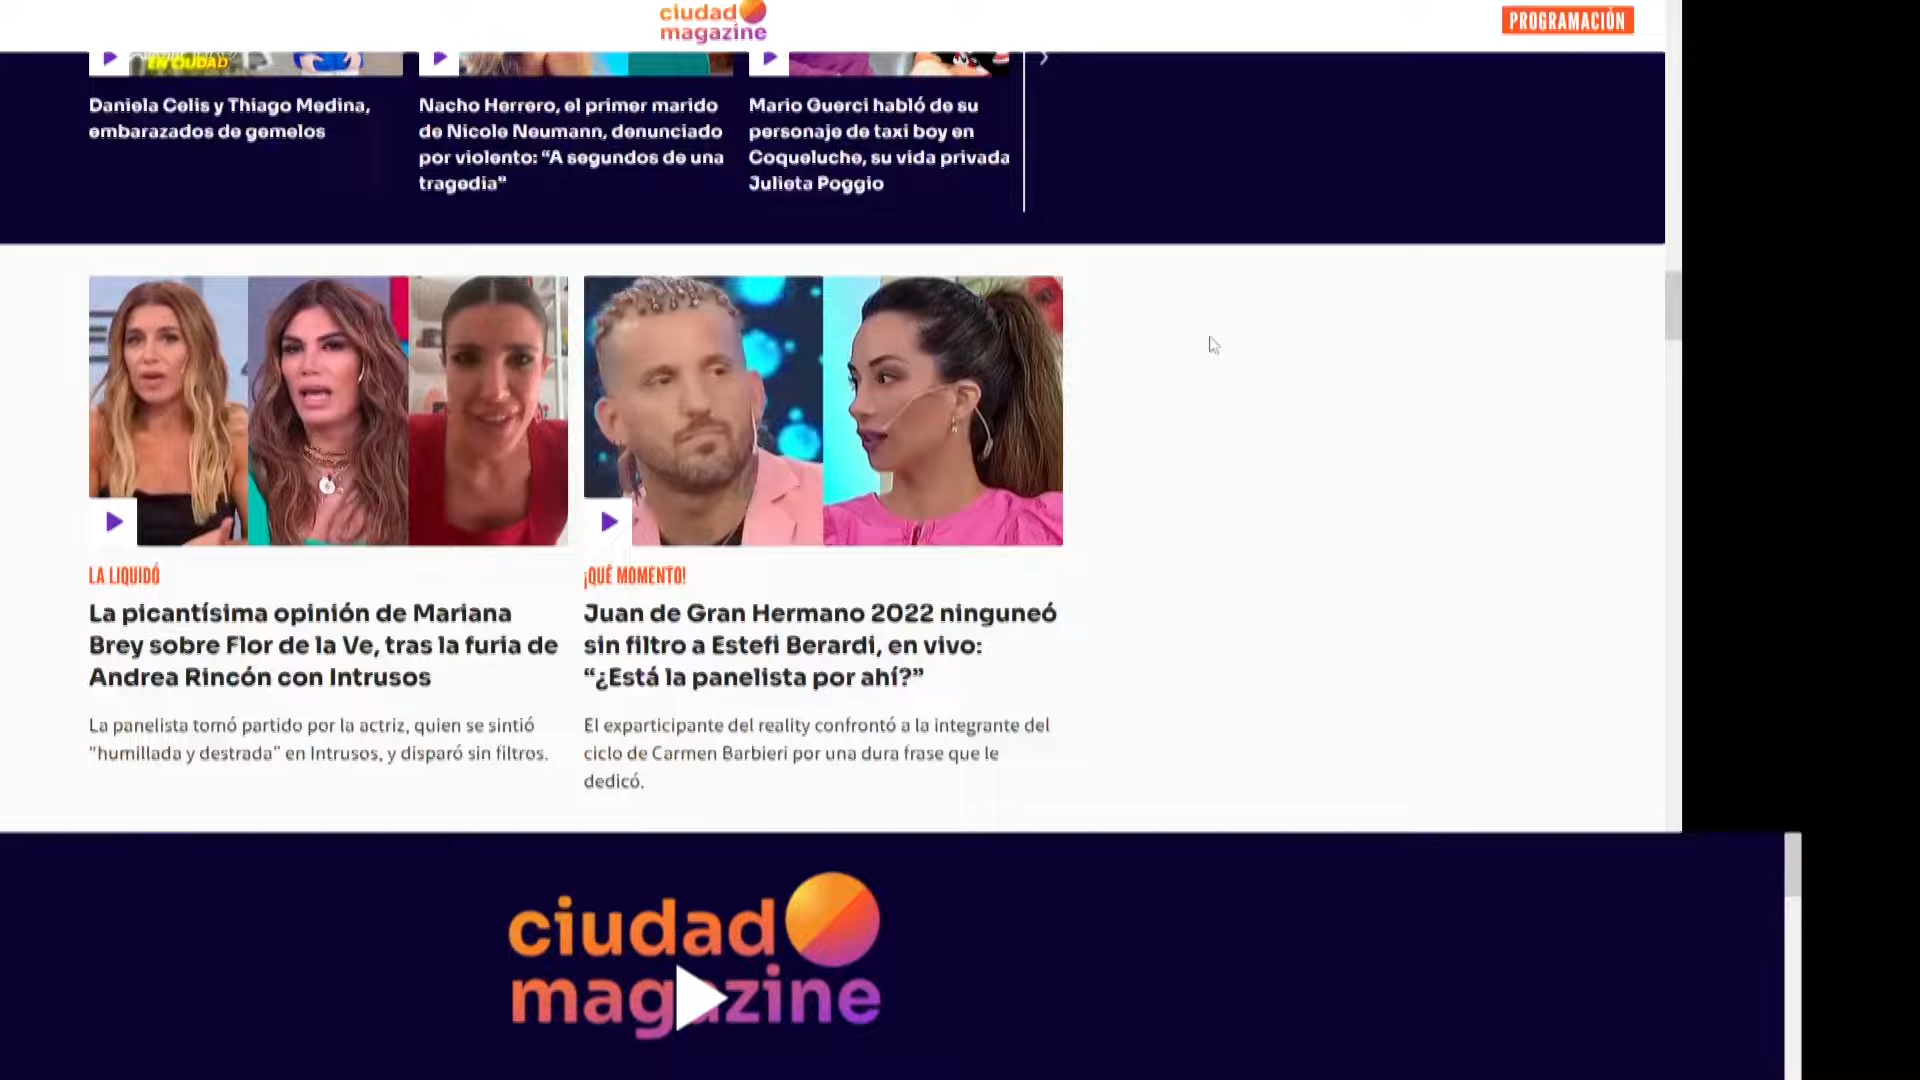 ciudad
magazine
PROGRAMACIÓN
EN CIUDAD
Daniela Celis y Thiago Medina,
embarazados de gemelos
Nacho Herrero, el primer marido
de Nicole Neumann, denunciado
por violento: “A segundos de una
tragedia"
Mario Guerci habló de su
personaje de taxi boy en
Coqueluche, su vida privada
Julieta Poggio
LA LIQUIDÓ
La picantísima opinión de Mariana
Brey sobre Flor de la Ve, tras la furia de
Andrea Rincón con Intrusos
La panelista tomó partido por la actriz, quien se sintió
“humillada y destrada” en Intrusos, y disparó sin filtros.
¡QUÉ MOMENTO!
Juan de Gran Hermano 2022 ninguneó
sin filtro a Estefi Berardi, en vivo:
“¿Está la panelista por ahí?”
El exparticipante del reality confrontó a la integrante del
ciclo de Carmen Barbieri por una dura frase que le
dedicó.
ciudad
magazine